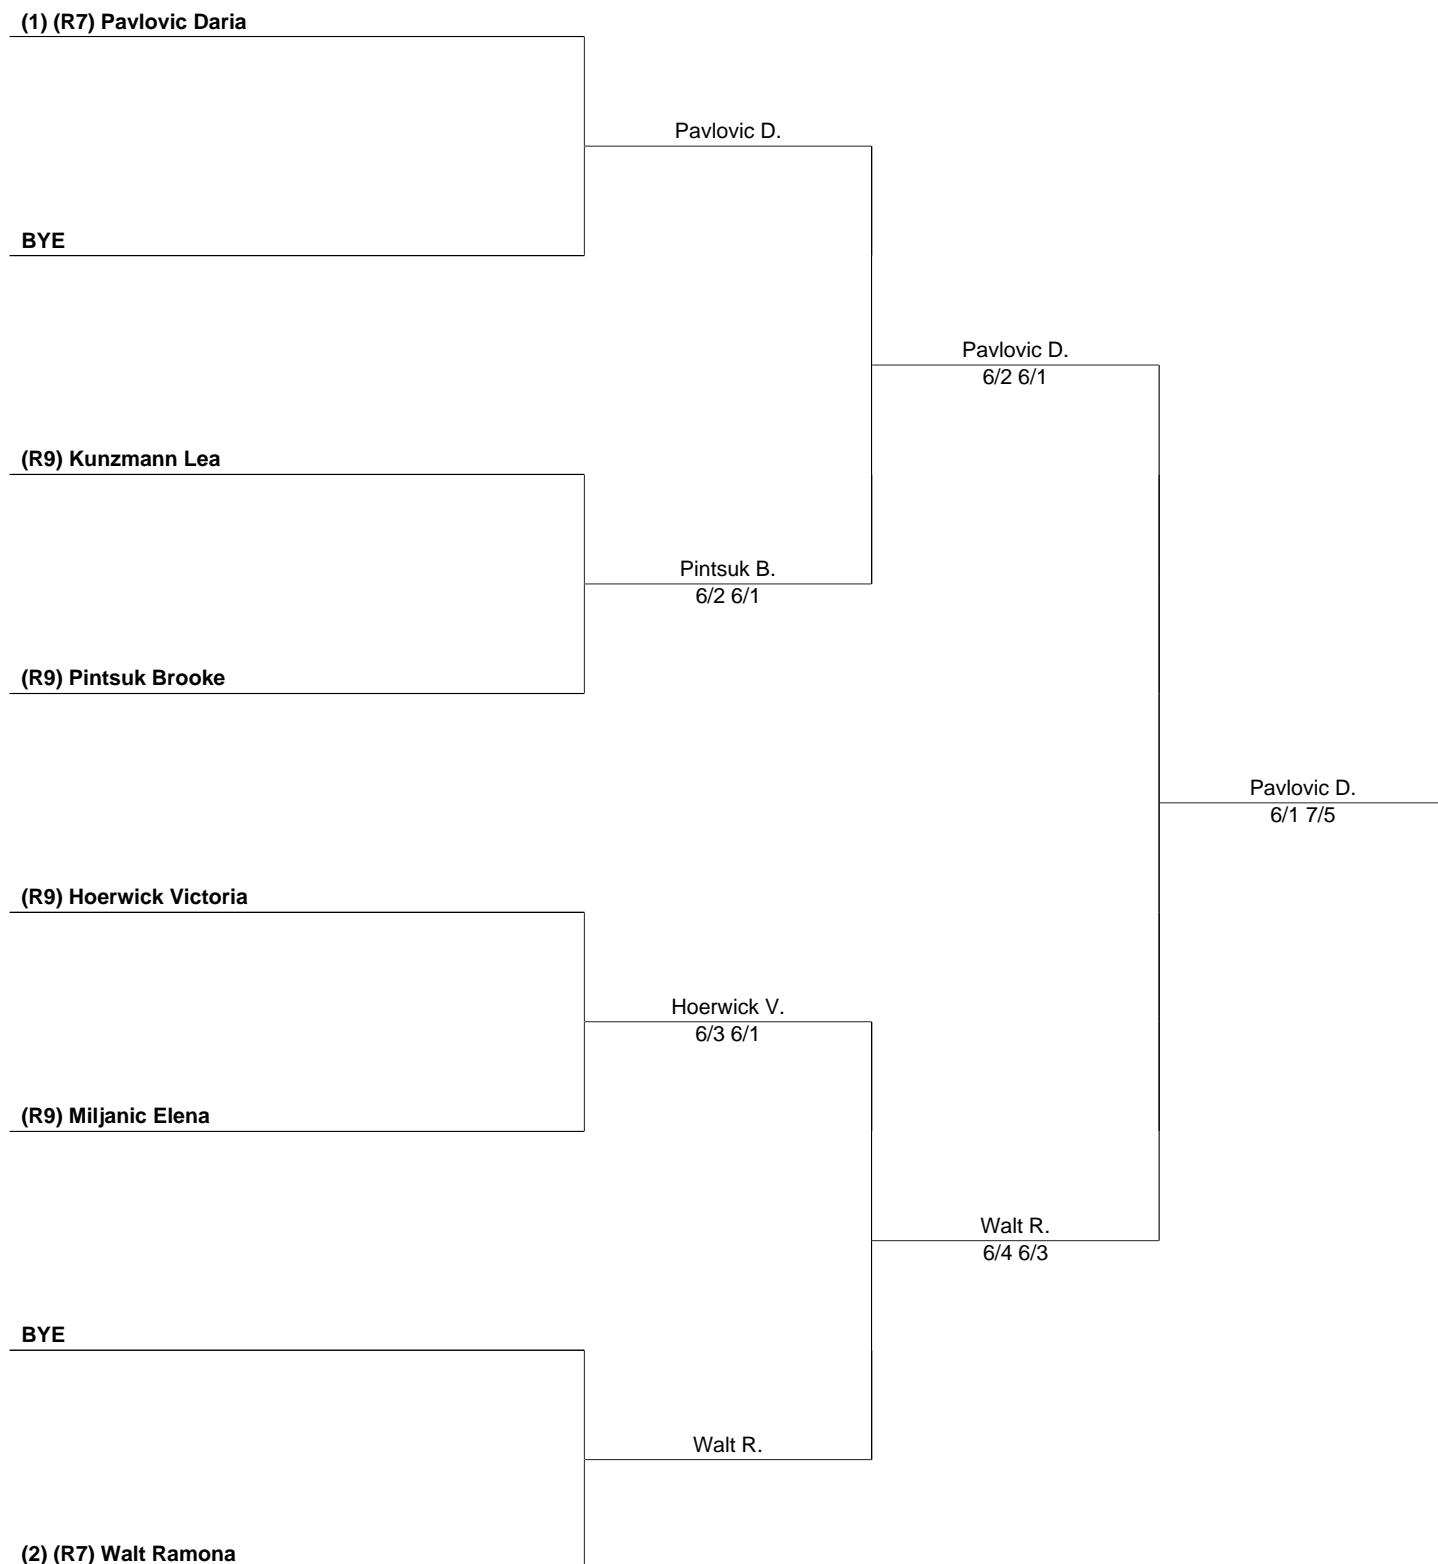 (1) (R7) Pavlovic Daria
Pavlovic D.
BYE
Pavlovic D.
6/2 6/1
(R9) Kunzmann Lea
Pintsuk B.
6/2 6/1
(R9) Pintsuk Brooke
Pavlovic D.
6/1 7/5
(R9) Hoerwick Victoria
Hoerwick V.
6/3 6/1
(R9) Miljanic Elena
Walt R.
6/4 6/3
BYE
Walt R.
(2) (R7) Walt Ramona